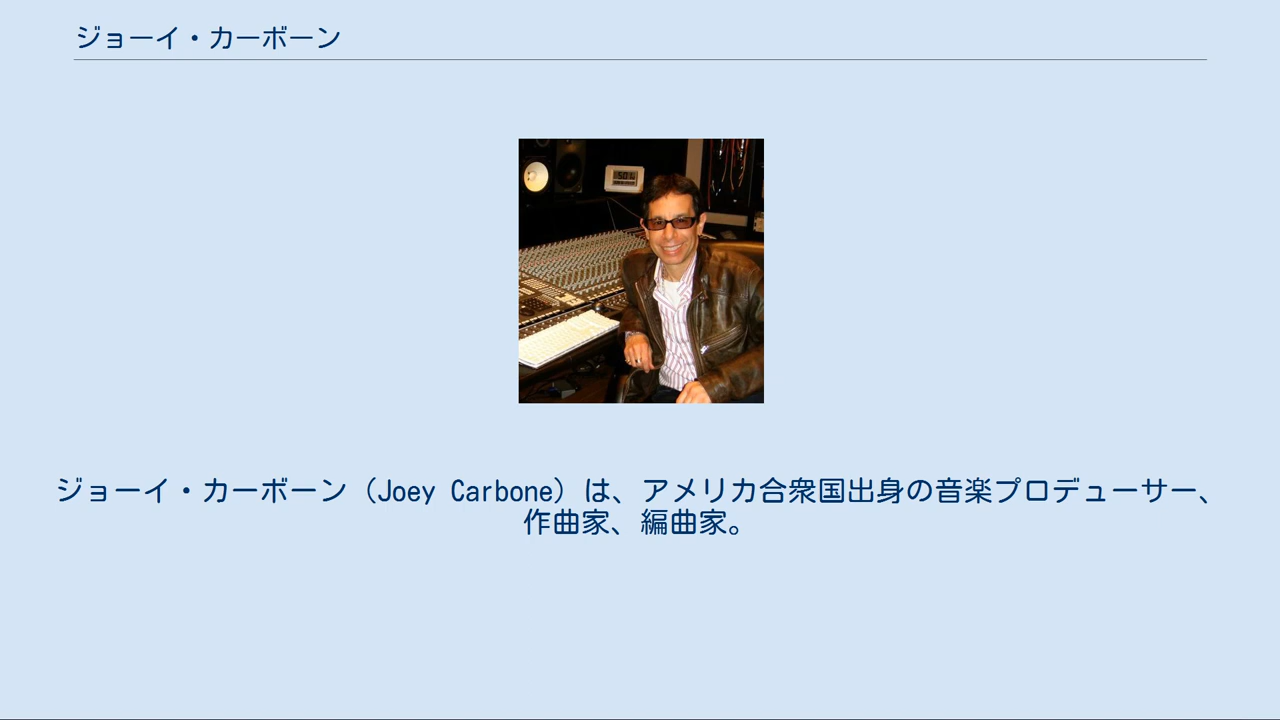 ジョーイ・カーボーン
ジョーイ・カーボーン（Joey Carbone）は、アメリカ合衆国出身の音楽プロデューサー、
作曲家、編曲家。